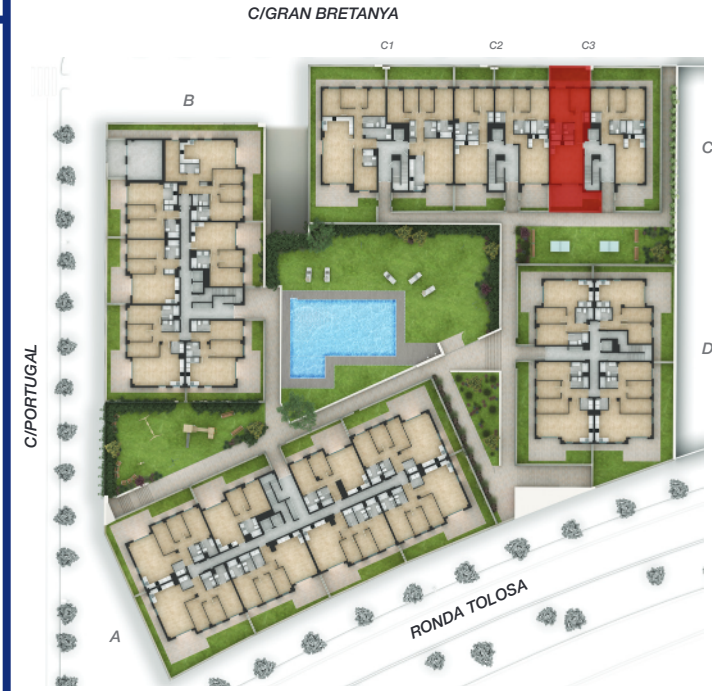 C/GRAN BRETANYA
C1
C2
C3
B
C
D
C/PORTUGAL
A
RONDA TOLOSA